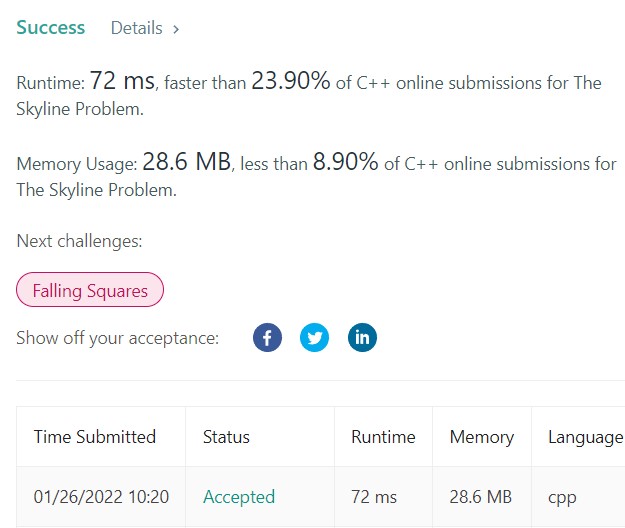 Success Details >
Runtime: 72 ms, faster than 23.90% of C++ online submissions for The
Skyline Problem.
Memory Usage: 28.6 MB, less than 8.90% of C++ online submissions for
The Skyline Problem.
Next challenges:
Falling Squares
Show off your acceptance: f in
Time Submitted Status Runtime Memory Language
01/26/2022 10:20 Accepted 72 ms 28.6 MB cpp